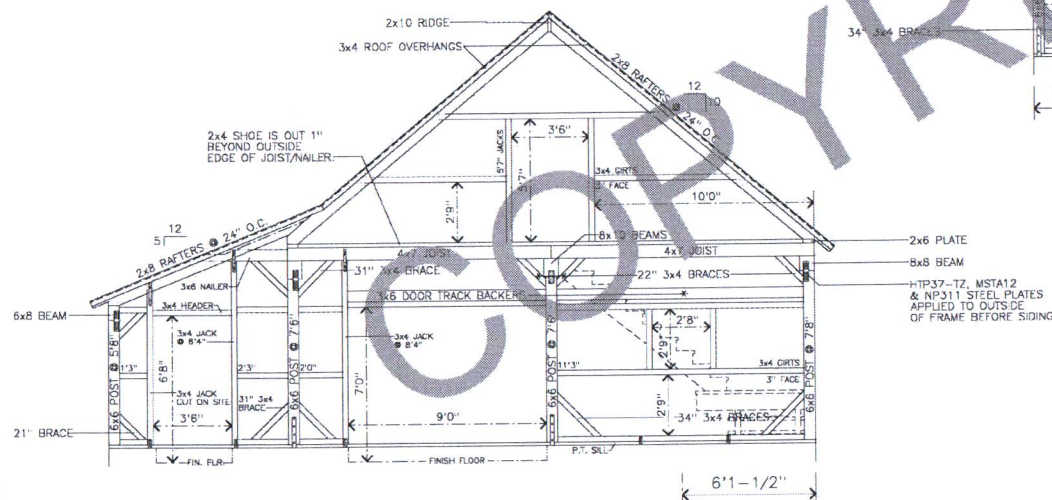 2x10 RIDGE
3x4 ROOF OVERHANGS
2x8 RAFTERS @ 24" O.C.
12
10
34" 3x4 BRACES
2x4 SHOE IS OUT 1"
BEYOND OUTSIDE
EDGE OF JOIST/NAILER.
5'7" JACKS
3'6"
5'7"
3x4 GIRTS
3" FACE
10'0"
2'9"
12
5
2x8 RAFTERS @ 24" O.C.
8x10 BEAMS
4x7 JOIST
4x7 JOIST
2x6 PLATE
8x8 BEAM
31" 3x4 BRACE
22" 3x4 BRACES
3x6 NAILER
3x6 DOOR TRACK BACKERS
HTP37-TZ, MSTA12
& NP311 STEEL PLATES
APPLIED TO OUTSIDE
OF FRAME BEFORE SIDING
3x4 HEADER
6x8 BEAM
6x6 POST @ 5'8"
3x4 JACK
@ 8'4"
6'8"
6x6 POST @ 7'6"
7'0"
3x4 JACK
@ 8'4"
6x6 POST @ 7'6"
2'8"
2'9"
6x6 POST @ 7'8"
1'3"
2'3"
2'0"
11'3"
3x4 GIRTS
3" FACE
3x4 JACK
CUT ON SITE
31" 3x4
BRACE
2'9"
34" 3x4 BRACES
21" BRACE
3'6"
9'0"
FIN. FLR.
FINISH FLOOR
P.T. SILL
6'1-1/2"
COPYR